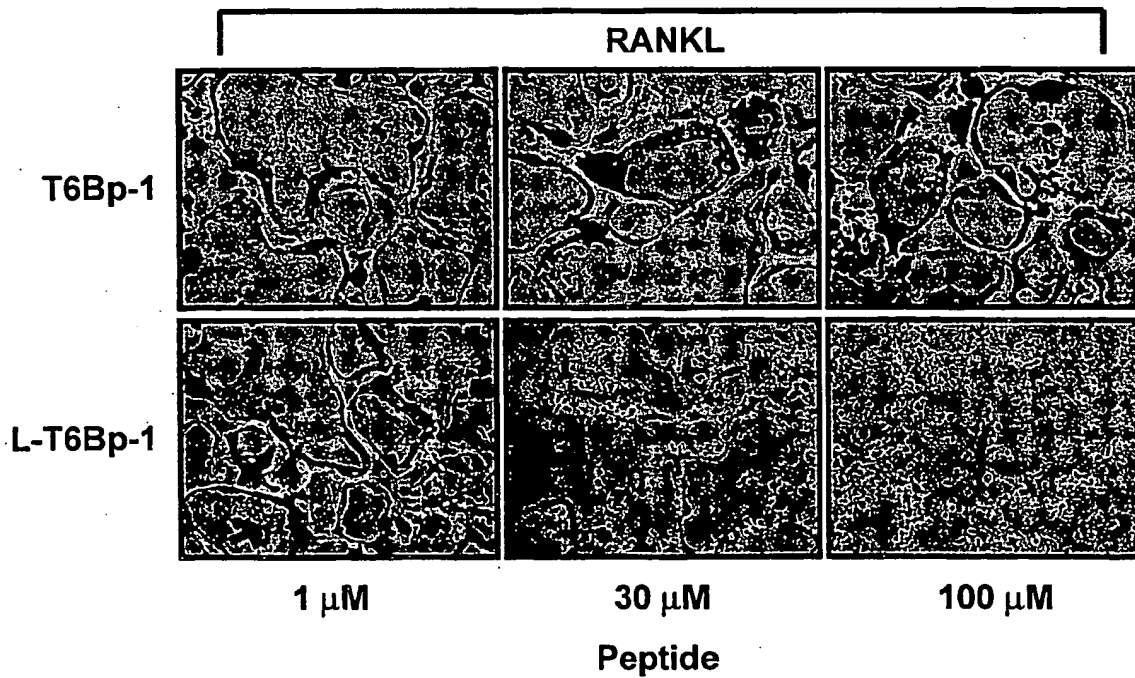 RANKL
T6Bp-1
L-T6Bp-1
1 μM
30 μM
100 μM
Peptide